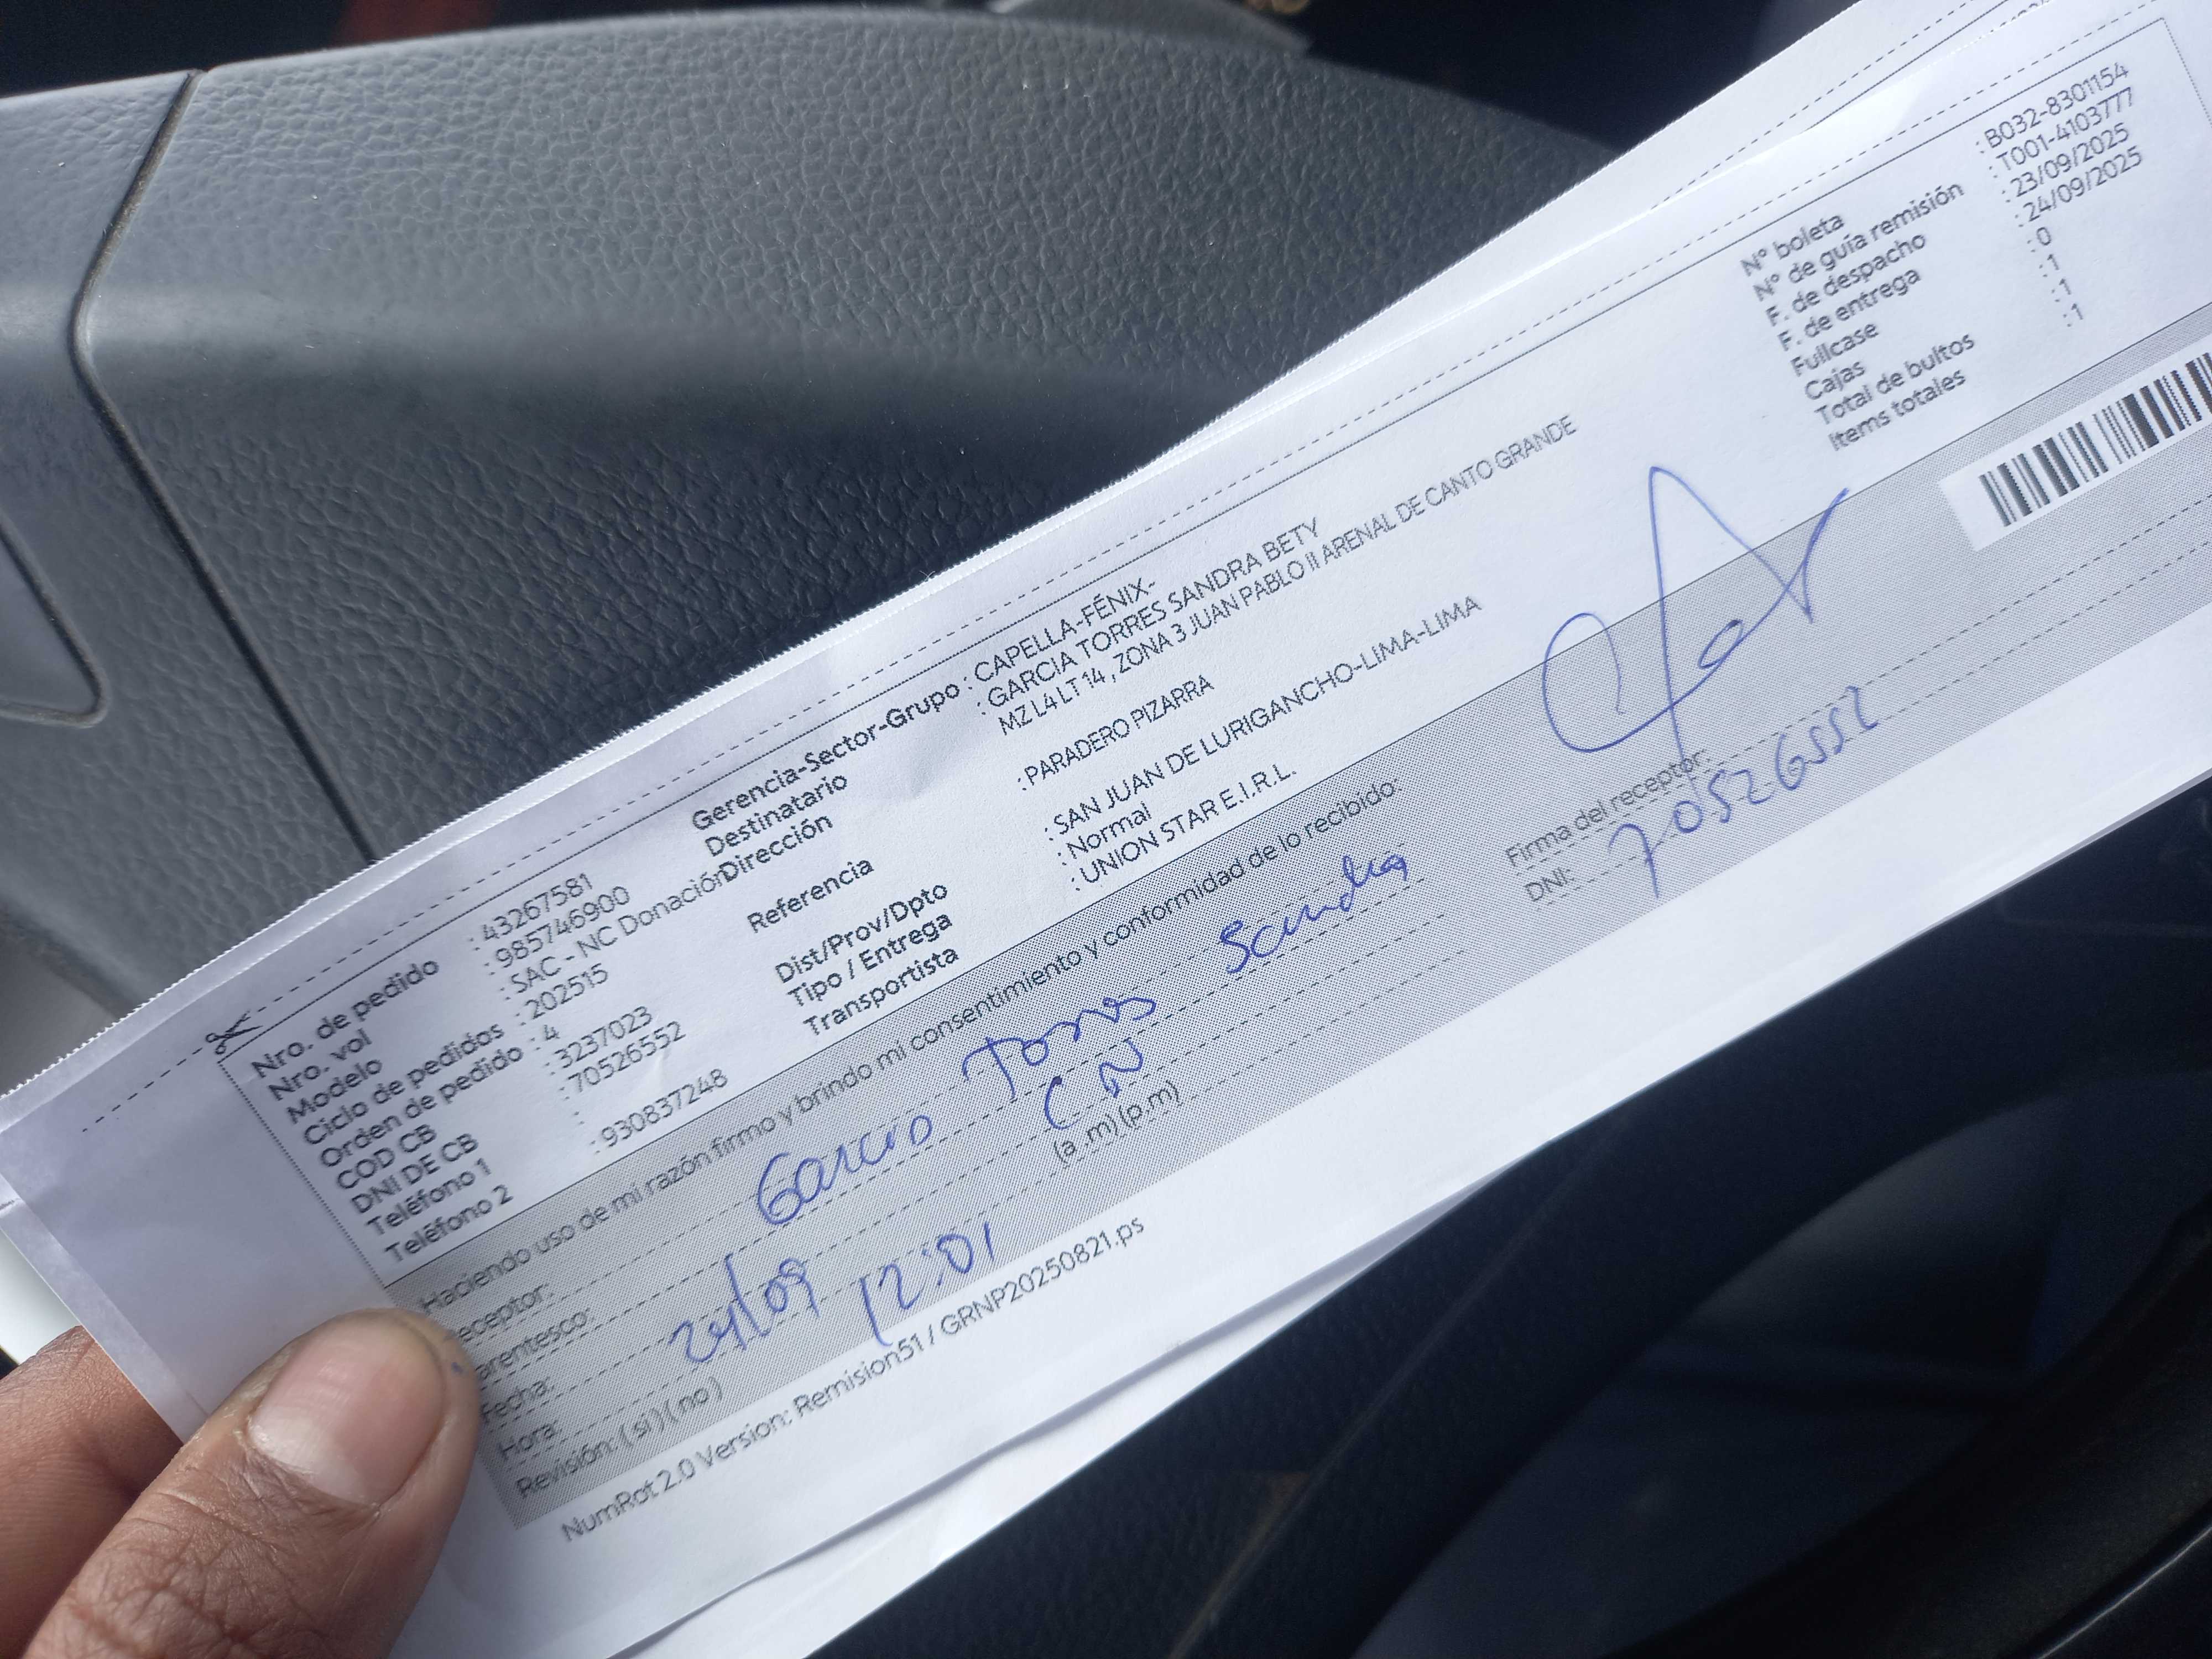 Nro. de pedido : 43267581
Nro. vol : 985746900
Modelo : SAC - NC Donación
Ciclo de pedidos : 202515
Orden de pedido : 4
COD CB : 3237023
DNI DE CB : 70526552
Teléfono 1 :
Teléfono 2 : 930837248
Gerencia-Sector-Grupo : CAPELLA-FÉNIX-
Destinatario : GARCIA TORRES SANDRA BETY
Dirección MZ L4 LT 14 , ZONA 3 JUAN PABLO II ARENAL DE CANTO GRANDE
Referencia : PARADERO PIZARRA
Dist/Prov/Dpto : SAN JUAN DE LURIGANCHO-LIMA-LIMA
Tipo / Entrega : Normal
Transportista : UNION STAR E.I.R.L.
N° boleta : B032-8301154
N° de guía remisión : T001-4103777
F. de despacho : 23/09/2025
F. de entrega : 24/09/2025
Fullcase : 0
Cajas : 1
Total de bultos : 1
Items totales : 1
Haciendo uso de mi razón firmo y brindo mi consentimiento y conformidad de lo recibido:
eceptor: Garcia Torres Sandra
arentesco: CN
Fecha: 24/09
Hora: 12:01 (a .m) (p.m)
Revisión: ( si ) ( no )
Firma del receptor:
DNI: 70526552
NumRot 2.0 Version: Remision51 / GRNP20250821.ps